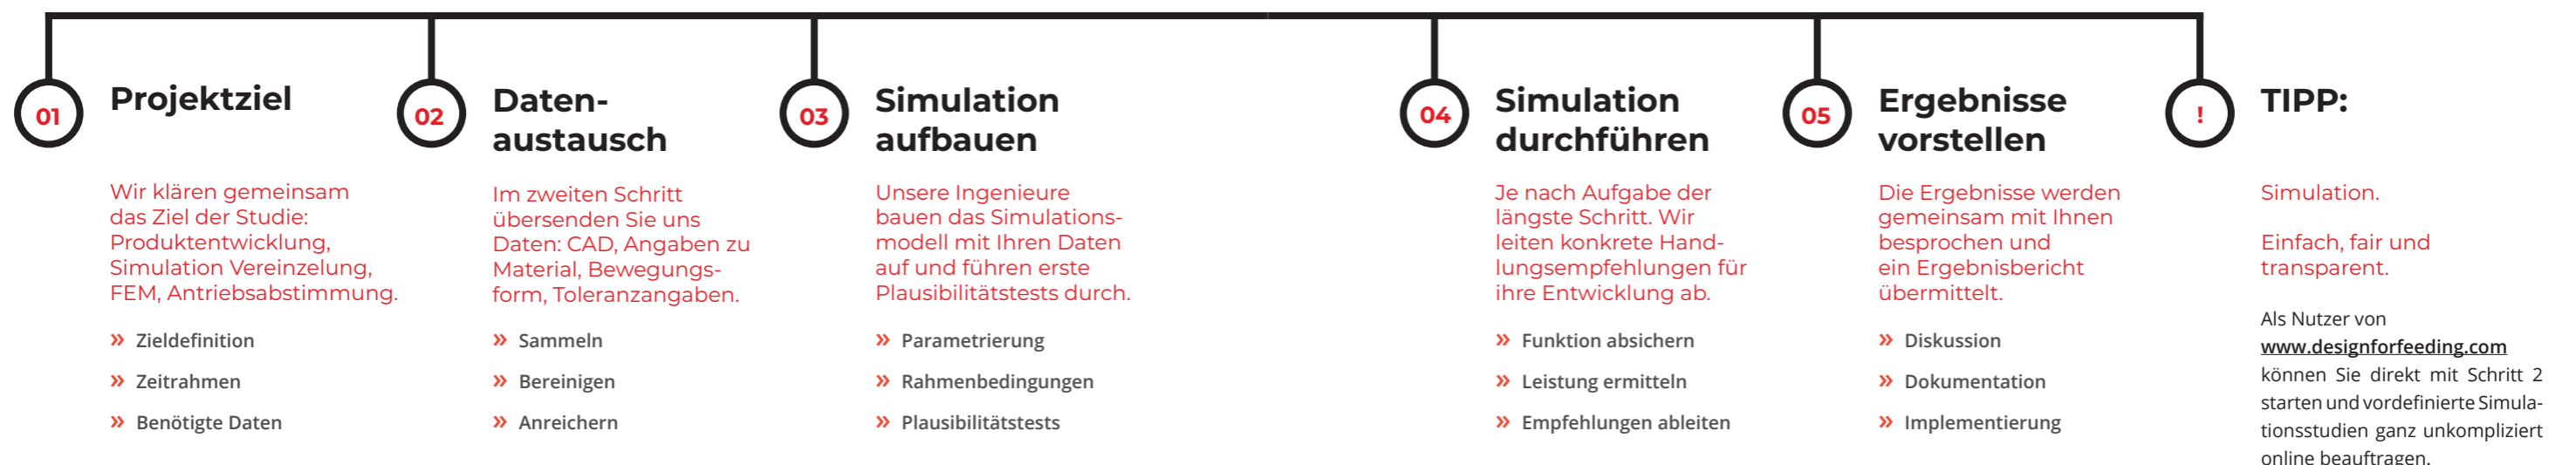 01
Projektziel
Wir klären gemeinsam
das Ziel der Studie:
Produktentwicklung,
Simulation Vereinzelung,
FEM, Antriebsabstimmung.
» Zieldefinition
» Zeitrahmen
» Benötigte Daten
02
Daten-
austausch
Im zweiten Schritt
übersenden Sie uns
Daten: CAD, Angaben zu
Material, Bewegungs-
form, Toleranzangaben.
» Sammeln
» Bereinigen
» Anreichern
03
Simulation
aufbauen
Unsere Ingenieure
bauen das Simulations-
modell mit Ihren Daten
auf und führen erste
Plausibilitätstests durch.
» Parametrierung
» Rahmenbedingungen
» Plausibilitätstests
04
Simulation
durchführen
Je nach Aufgabe der
längste Schritt. Wir
leiten konkrete Hand-
lungsempfehlungen für
ihre Entwicklung ab.
» Funktion absichern
» Leistung ermitteln
» Empfehlungen ableiten
05
Ergebnisse
vorstellen
Die Ergebnisse werden
gemeinsam mit Ihnen
besprochen und
ein Ergebnisbericht
übermittelt.
» Diskussion
» Dokumentation
» Implementierung
!
TIPP:
Simulation.
Einfach, fair und
transparent.
Als Nutzer von
www.designforfeeding.com
können Sie direkt mit Schritt 2
starten und vordefinierte Simula-
tionsstudien ganz unkompliziert
online beauftragen.